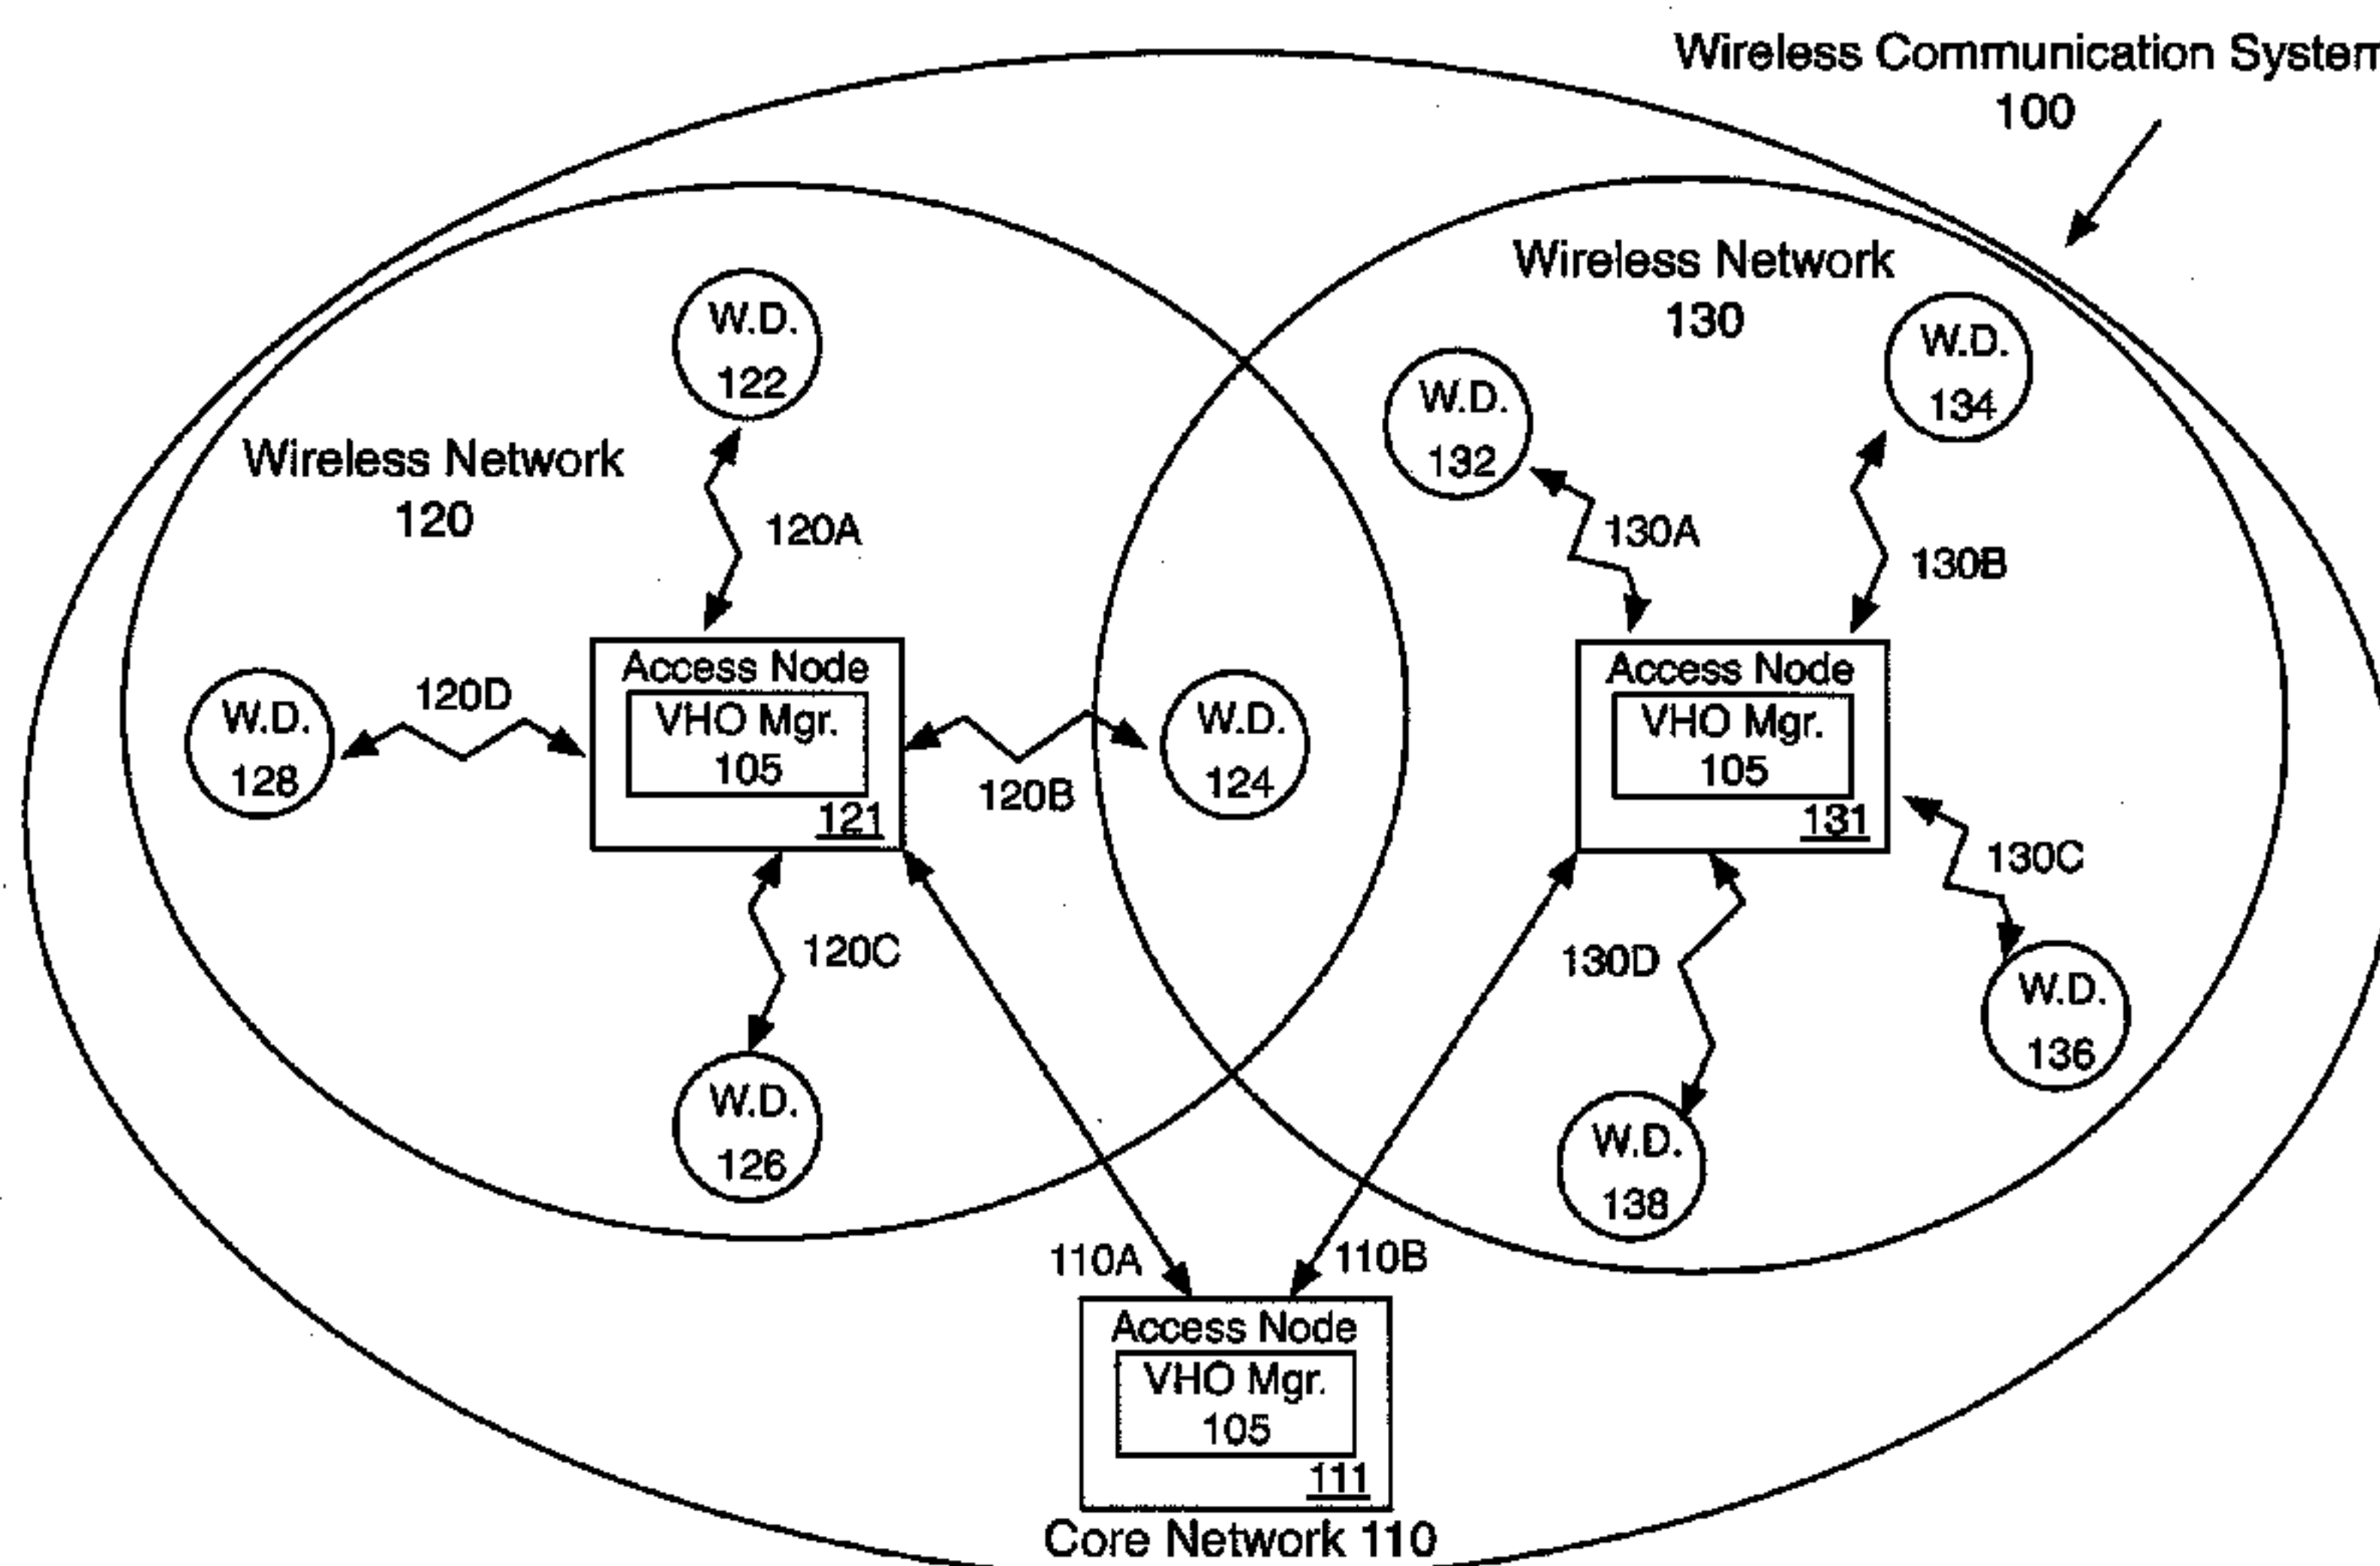 Wireless Communication System
100
Wireless Network
130
W.D.
122
W.D.
134
W.D.
132
Wireless Network
120
120A
130A
130B
Access Node
VHO Mgr.
105
121
W.D.
128
120D
120B
W.D.
124
Access Node
VHO Mgr.
105
131
130C
120C
130D
W.D.
136
W.D.
126
W.D.
138
110A
110B
Access Node
VHO Mgr.
105
111
Core Network 110